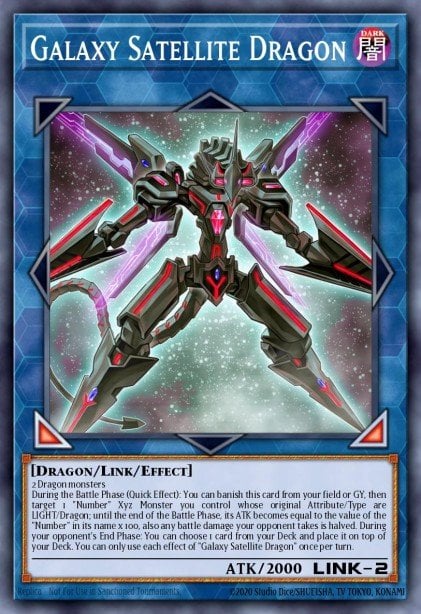 GALAXY SATELLITE DRAGON
DARK
闇
[DRAGON/LINK/EFFECT]
2 Dragon monsters
During the Battle Phase (Quick Effect): You can banish this card from your field or GY, then
target 1 "Number" Xyz Monster you control whose original Attribute/Type are
LIGHT/Dragon; until the end of the Battle Phase, its ATK becomes equal to the value of the
"Number" in its name x 100, also any battle damage your opponent takes is halved. During
your opponent's End Phase: You can choose 1 card from your Deck and place it on top of
your Deck. You can only use each effect of "Galaxy Satellite Dragon" once per turn.
ATK/2000 LINK-2
Replica - Not For Use in Sanctioned Tornaments ©2020 Studio Dice/SHUEISHA, TV TOKYO, KONAMI